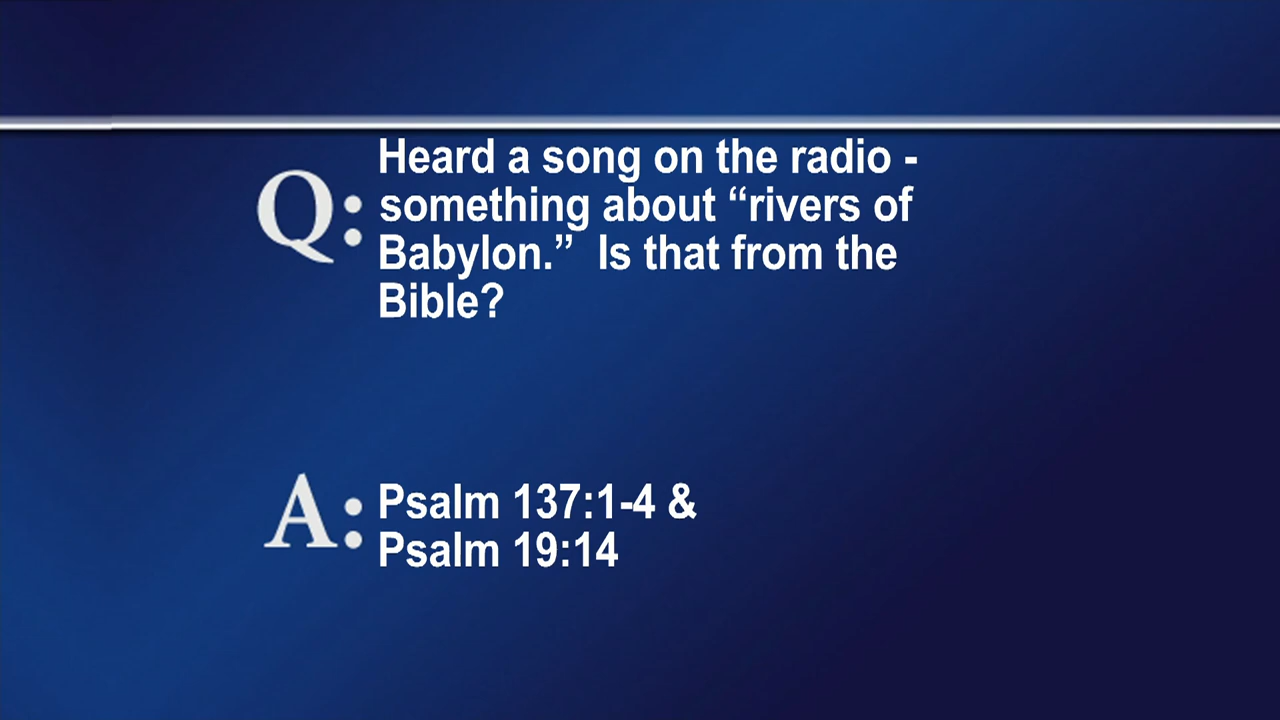 Q: Heard a song on the radio -
something about “rivers of
Babylon.”  Is that from the
Bible?
A: Psalm 137:1-4 &
Psalm 19:14